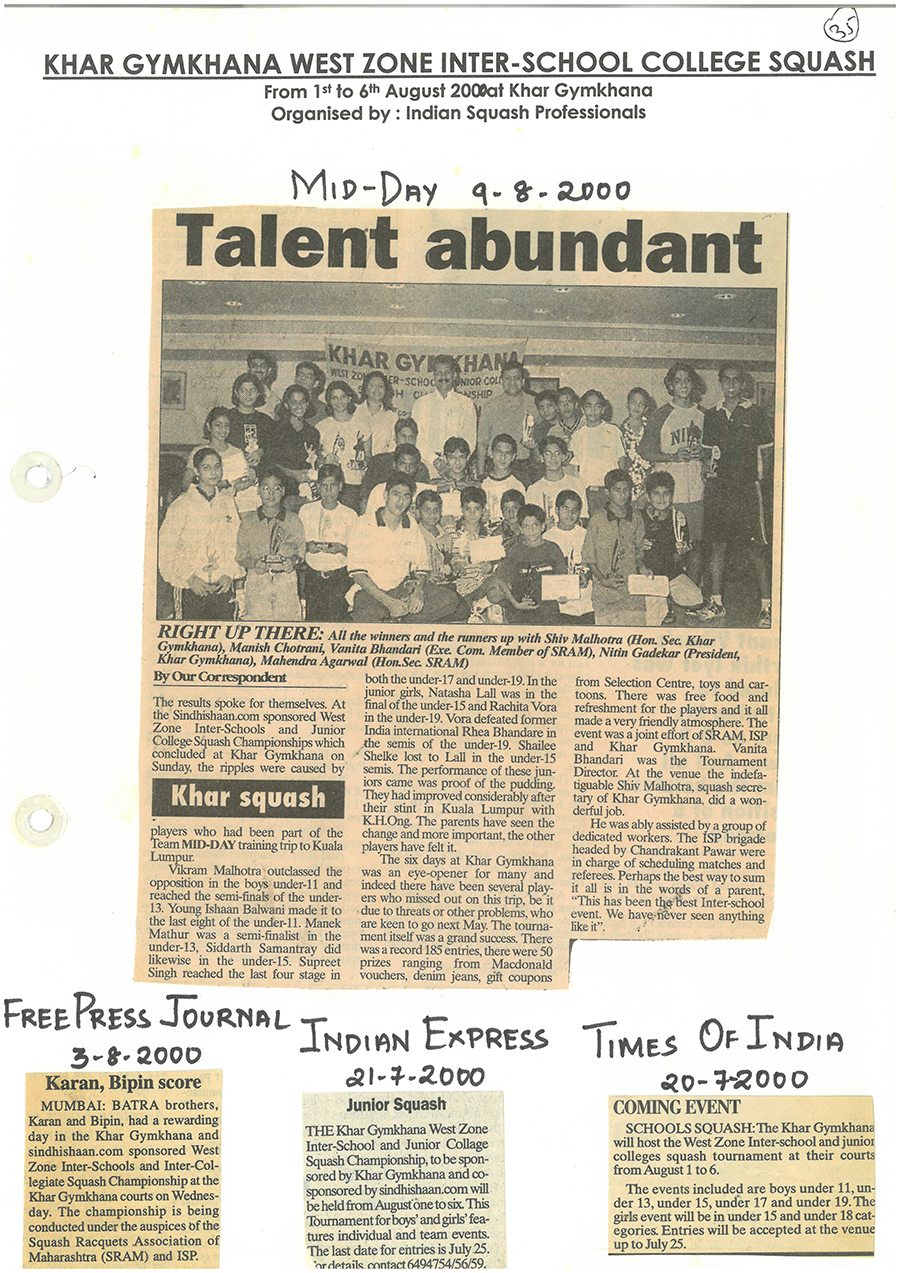 35
KHAR GYMKHANA WEST ZONE INTER-SCHOOL COLLEGE SQUASH
From 1st to 6th August 2000 at Khar Gymkhana
Organised by : Indian Squash Professionals
MID-DAY 9-8-2000
Talent abundant
KHAR GYMKHANA
WEST ZONE INTER-SCHOOL JUNIOR COLL
CHAMPIONSHIP
RIGHT UP THERE: All the winners and the runners up with Shiv Malhotra (Hon. Sec. Khar
Gymkhana), Manish Chotrani, Vanita Bhandari (Exe. Com. Member of SRAM), Nitin Gadekar (President,
Khar Gymkhana), Mahendra Agarwal (Hon.Sec. SRAM)
By Our Correspondent
The results spoke for themselves. At
the Sindhishaan.com sponsored West
Zone Inter-Schools and Junior
College Squash Championships which
concluded at Khar Gymkhana on
Sunday, the ripples were caused by
Khar squash
players who had been part of the
Team MID-DAY training trip to Kuala
Lumpur.
Vikram Malhotra outclassed the
opposition in the boys under-11 and
reached the semi-finals of the under-
13. Young Ishaan Balwani made it to
the last eight of the under-11. Manek
Mathur was a semi-finalist in the
under-13, Siddarth Samantray did
likewise in the under-15. Supreet
Singh reached the last four stage in
both the under-17 and under-19. In the
junior girls, Natasha Lall was in the
final of the under-15 and Rachita Vora
in the under-19. Vora defeated former
India international Rhea Bhandare in
the semis of the under-19. Shailee
Shelke lost to Lall in the under-15
semis. The performance of these jun-
iors came was proof of the pudding.
They had improved considerably after
their stint in Kuala Lumpur with
K.H.Ong. The parents have seen the
change and more important, the other
players have felt it.
The six days at Khar Gymkhana
was an eye-opener for many and
indeed there have been several play-
ers who missed out on this trip, be it
due to threats or other problems, who
are keen to go next May. The tourna-
ment itself was a grand success. There
was a record 185 entries, there were 50
prizes ranging from Macdonald
vouchers, denim jeans, gift coupons
from Selection Centre, toys and car-
toons. There was free food and
refreshment for the players and it all
made a very friendly atmosphere. The
event was a joint effort of SRAM, ISP
and Khar Gymkhana. Vanita
Bhandari was the Tournament
Director. At the venue the indefa-
tiguable Shiv Malhotra, squash secre-
tary of Khar Gymkhana, did a won-
derful job.
He was ably assisted by a group of
dedicated workers. The ISP brigade
headed by Chandrakant Pawar were
in charge of scheduling matches and
referees. Perhaps the best way to sum
it all is in the words of a parent,
"This has been the Best Inter-school
event. We have never seen anything
like it".
FREE PRESS JOURNAL
3-8-2000
Karan, Bipin score
MUMBAI: BATRA brothers,
Karan and Bipin, had a rewarding
day in the Khar Gymkhana and
sindhishaan.com sponsored West
Zone Inter-Schools and Inter-Col-
legiate Squash Championship at the
Khar Gymkhana courts on Wednes-
day. The championship is being
conducted under the auspices of the
Squash Racquets Association of
Maharashtra (SRAM) and ISP.
INDIAN EXPRESS
21-7-2000
Junior Squash
THE Khar Gymkhana West Zone
Inter-School and Junior Collage
Squash Championship, to be spon-
sored by Khar Gymkhana and co-
sponsored by sindhishaan.com will
be held from August one to six. This
Tournament for boys' and girls' fea-
tures individual and team events.
The last date for entries is July 25.
For details, contact 6494754/56/59.
TIMES OF INDIA
20-7-2000
COMING EVENT
SCHOOLS SQUASH: The Khar Gymkhana
will host the West Zone Inter-school and junior
colleges squash tournament at their courts
from August 1 to 6.
The events included are boys under 11, un-
der 13, under 15, under 17 and under 19. The
girls event will be in under 15 and under 18 cat-
egories. Entries will be accepted at the venue
up to July 25.